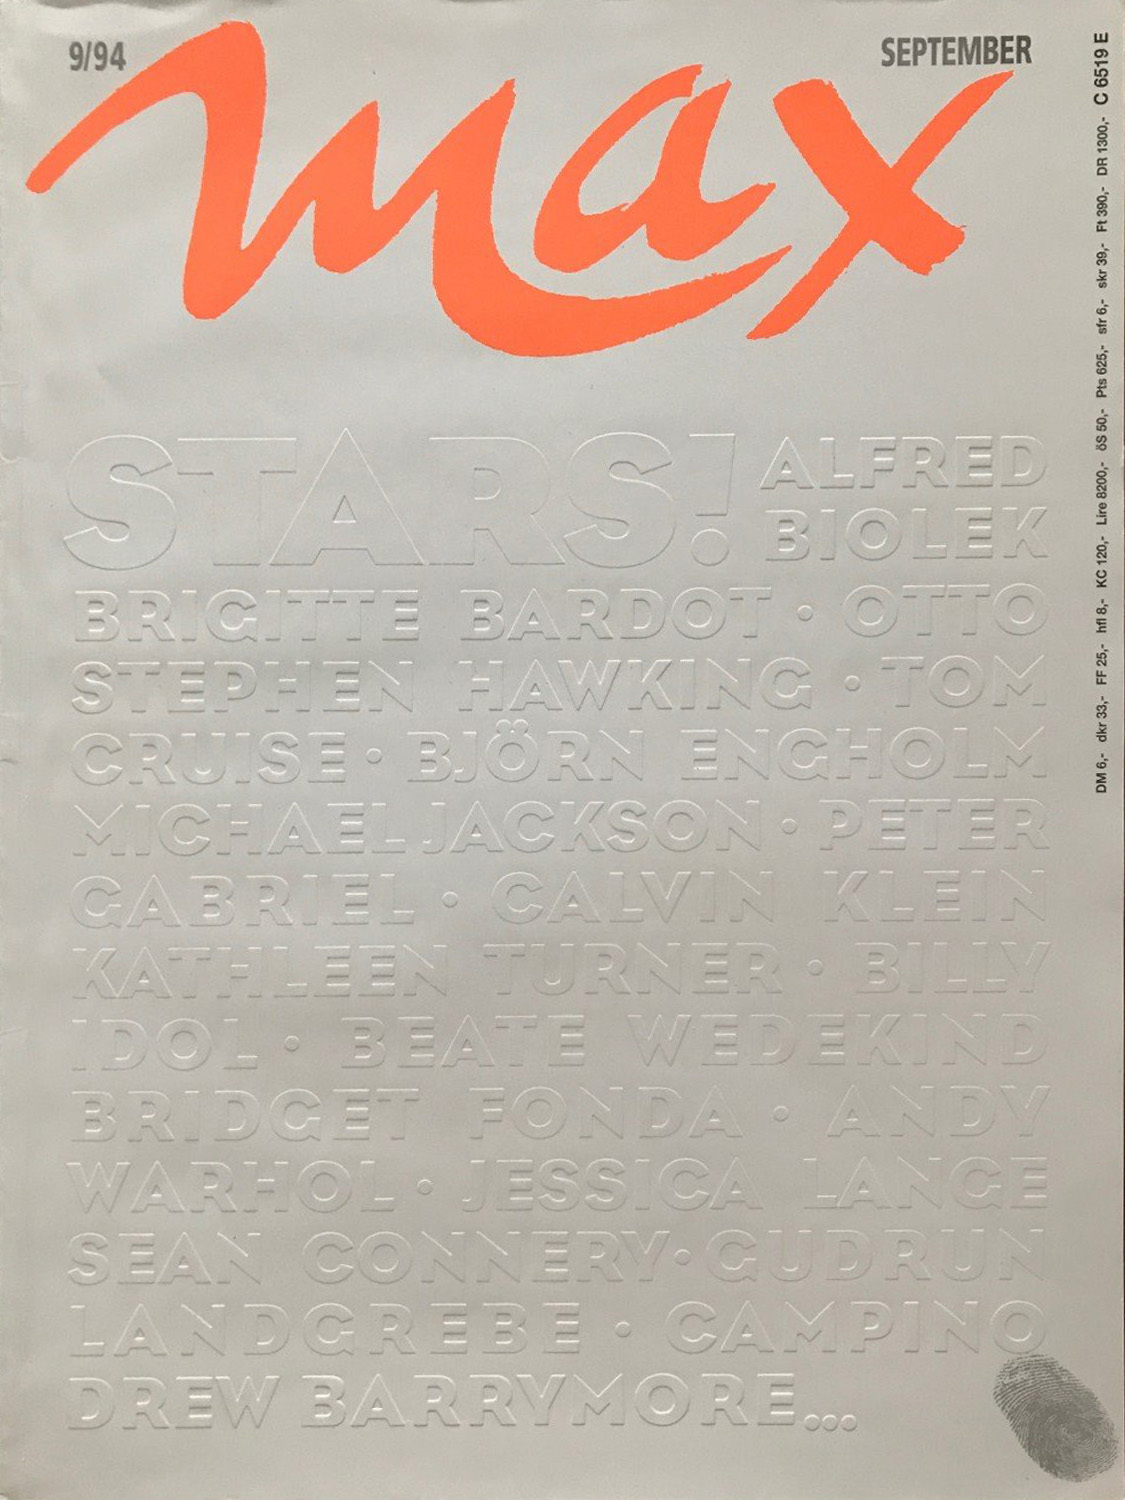 9/94
SEPTEMBER
max
STARS!
ALFRED
BIOLEK
BRIGITTE BARDOT • OTTO
STEPHEN HAWKING • TOM
CRUISE • BJÖRN ENGHOLM
MICHAEL JACKSON • PETER
GABRIEL • CALVIN KLEIN
KATHLEEN TURNER • BILLY
IDOL • BEATE WEDEKIND
BRIDGET FONDA • ANDY
WARHOL • JESSICA LANGE
SEAN CONNERY • GUDRUN
LANDGREBE • CAMPINO
DREW BARRYMORE...
DM 6,- dkr 33,- FF 25,- hfl 8,- KC 120,- Lire 8200,- öS 50,- Pts 625,- sfr 6,- skr 39,- Ft 390,- DR 1300,- C 6519 E